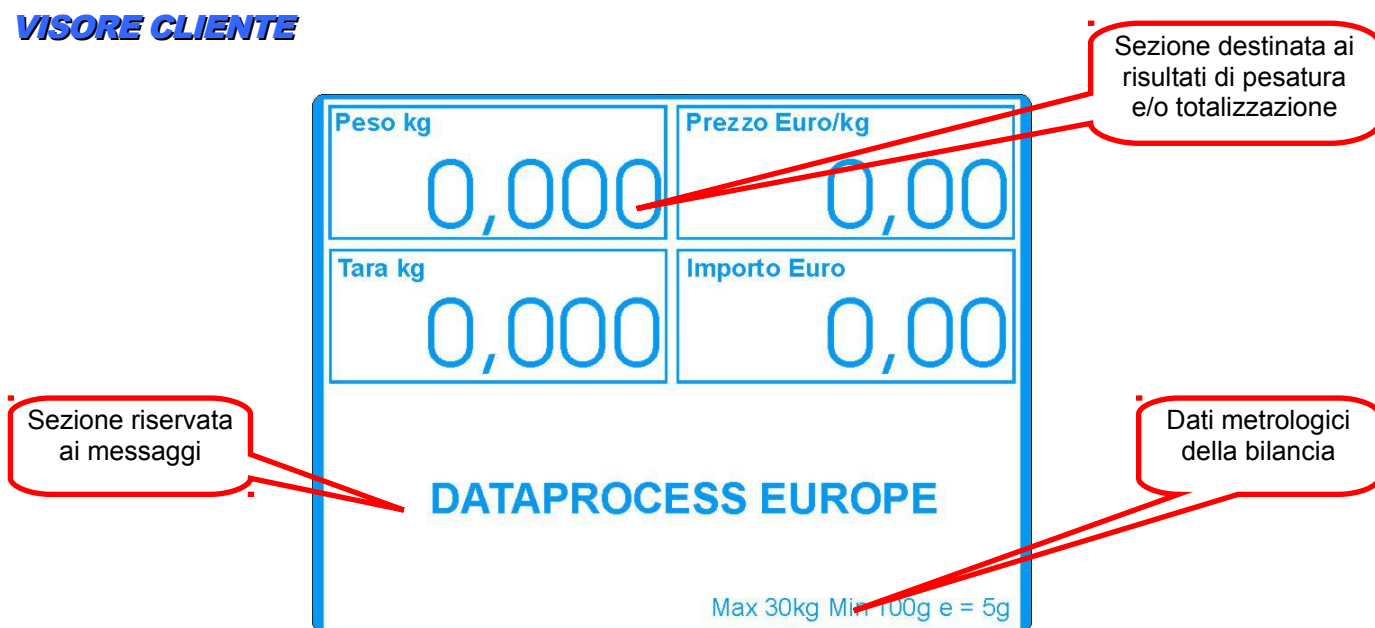 VISORE CLIENTE
Sezione destinata ai
risultati di pesatura
e/o totalizzazione
Peso kg
0,000
Prezzo Euro/kg
0,00
Tara kg
0,000
Importo Euro
0,00
Sezione riservata
ai messaggi
Dati metrologici
della bilancia
DATAPROCESS EUROPE
Max 30kg Min 100g e = 5g